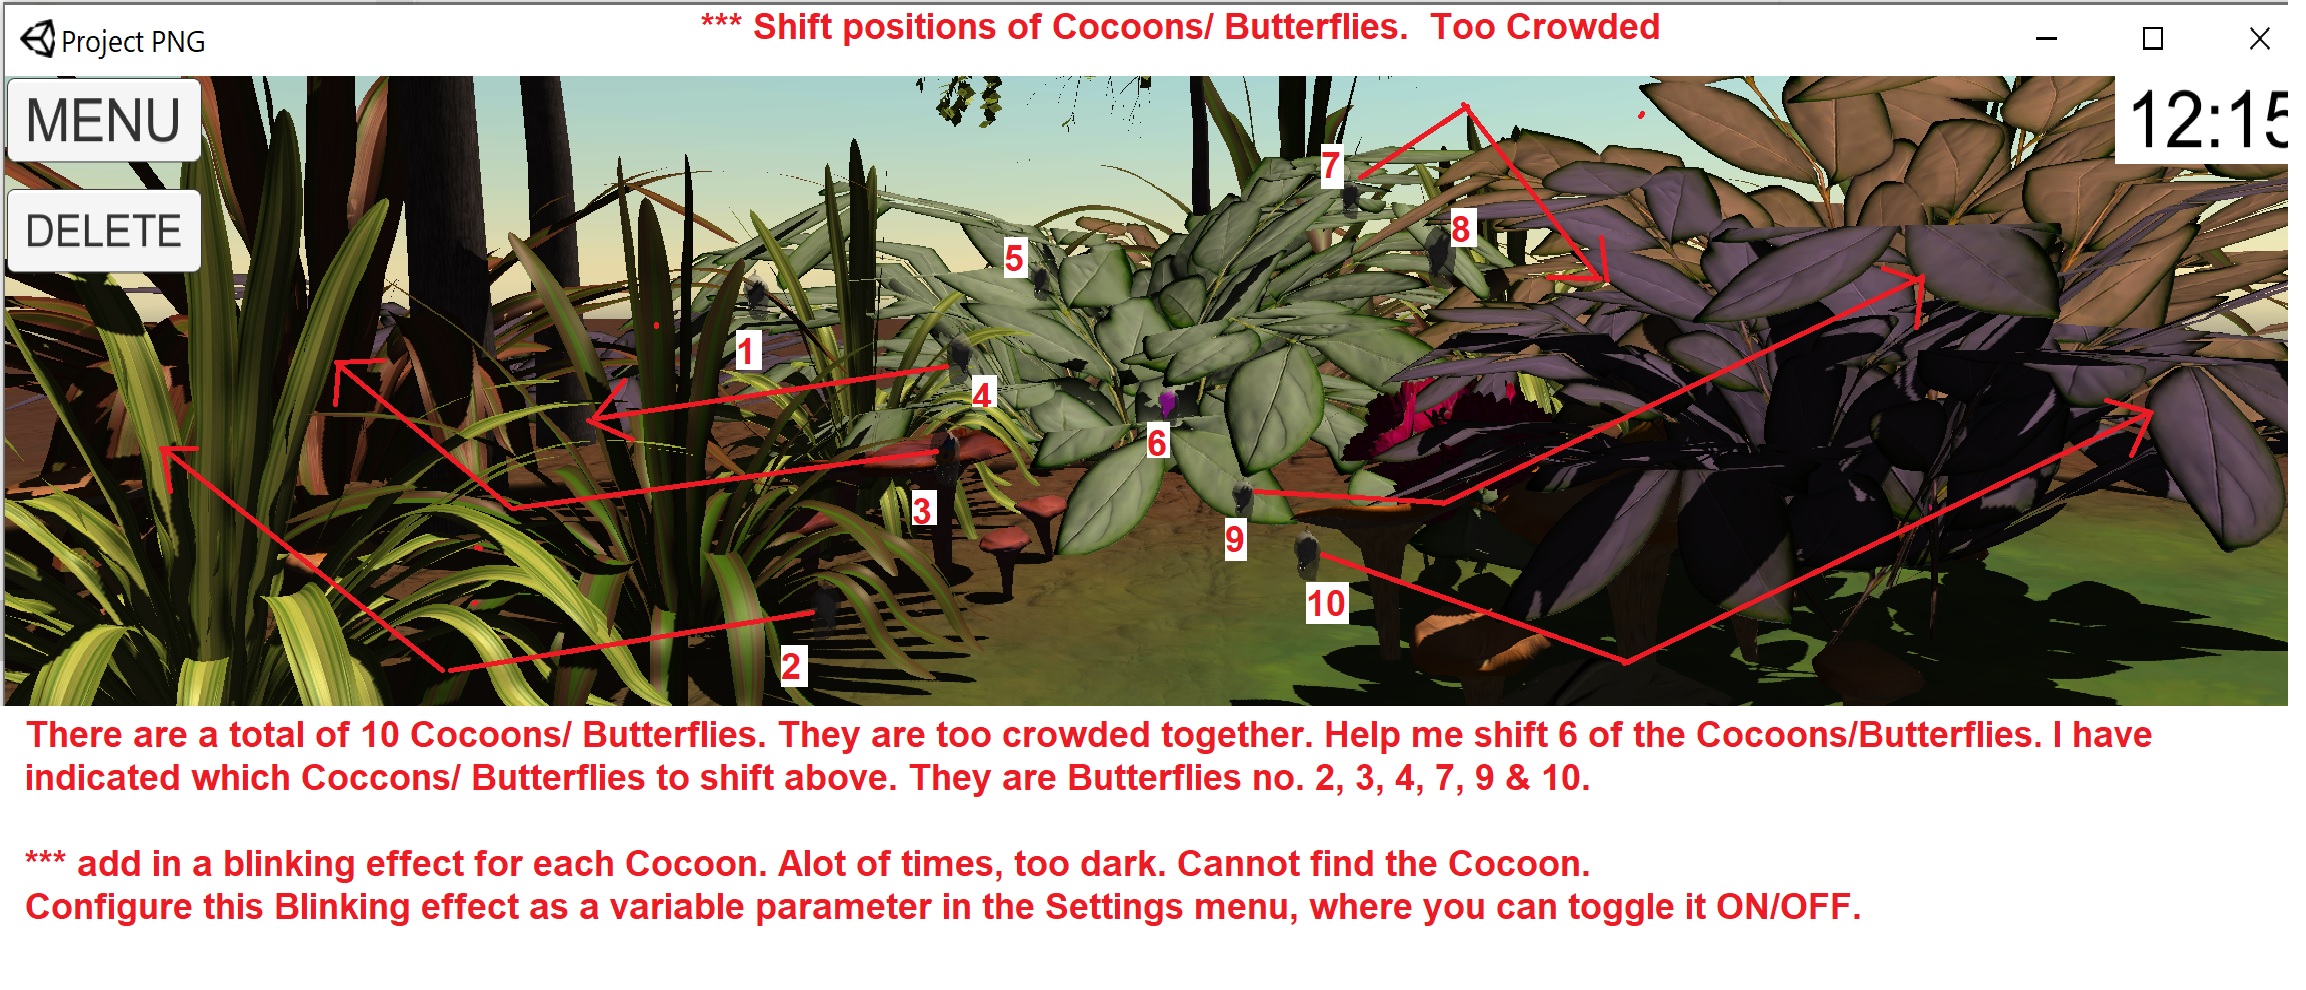 *** Shift positions of Cocoons/ Butterflies.  Too Crowded
Project PNG
MENU
12:15
DELETE
7
8
5
1
4
6
3
9
10
2
There are a total of 10 Cocoons/ Butterflies. They are too crowded together. Help me shift 6 of the Cocoons/Butterflies. I have
indicated which Coccons/ Butterflies to shift above. They are Butterflies no. 2, 3, 4, 7, 9 & 10.
*** add in a blinking effect for each Cocoon. Alot of times, too dark. Cannot find the Cocoon.
Configure this Blinking effect as a variable parameter in the Settings menu, where you can toggle it ON/OFF.